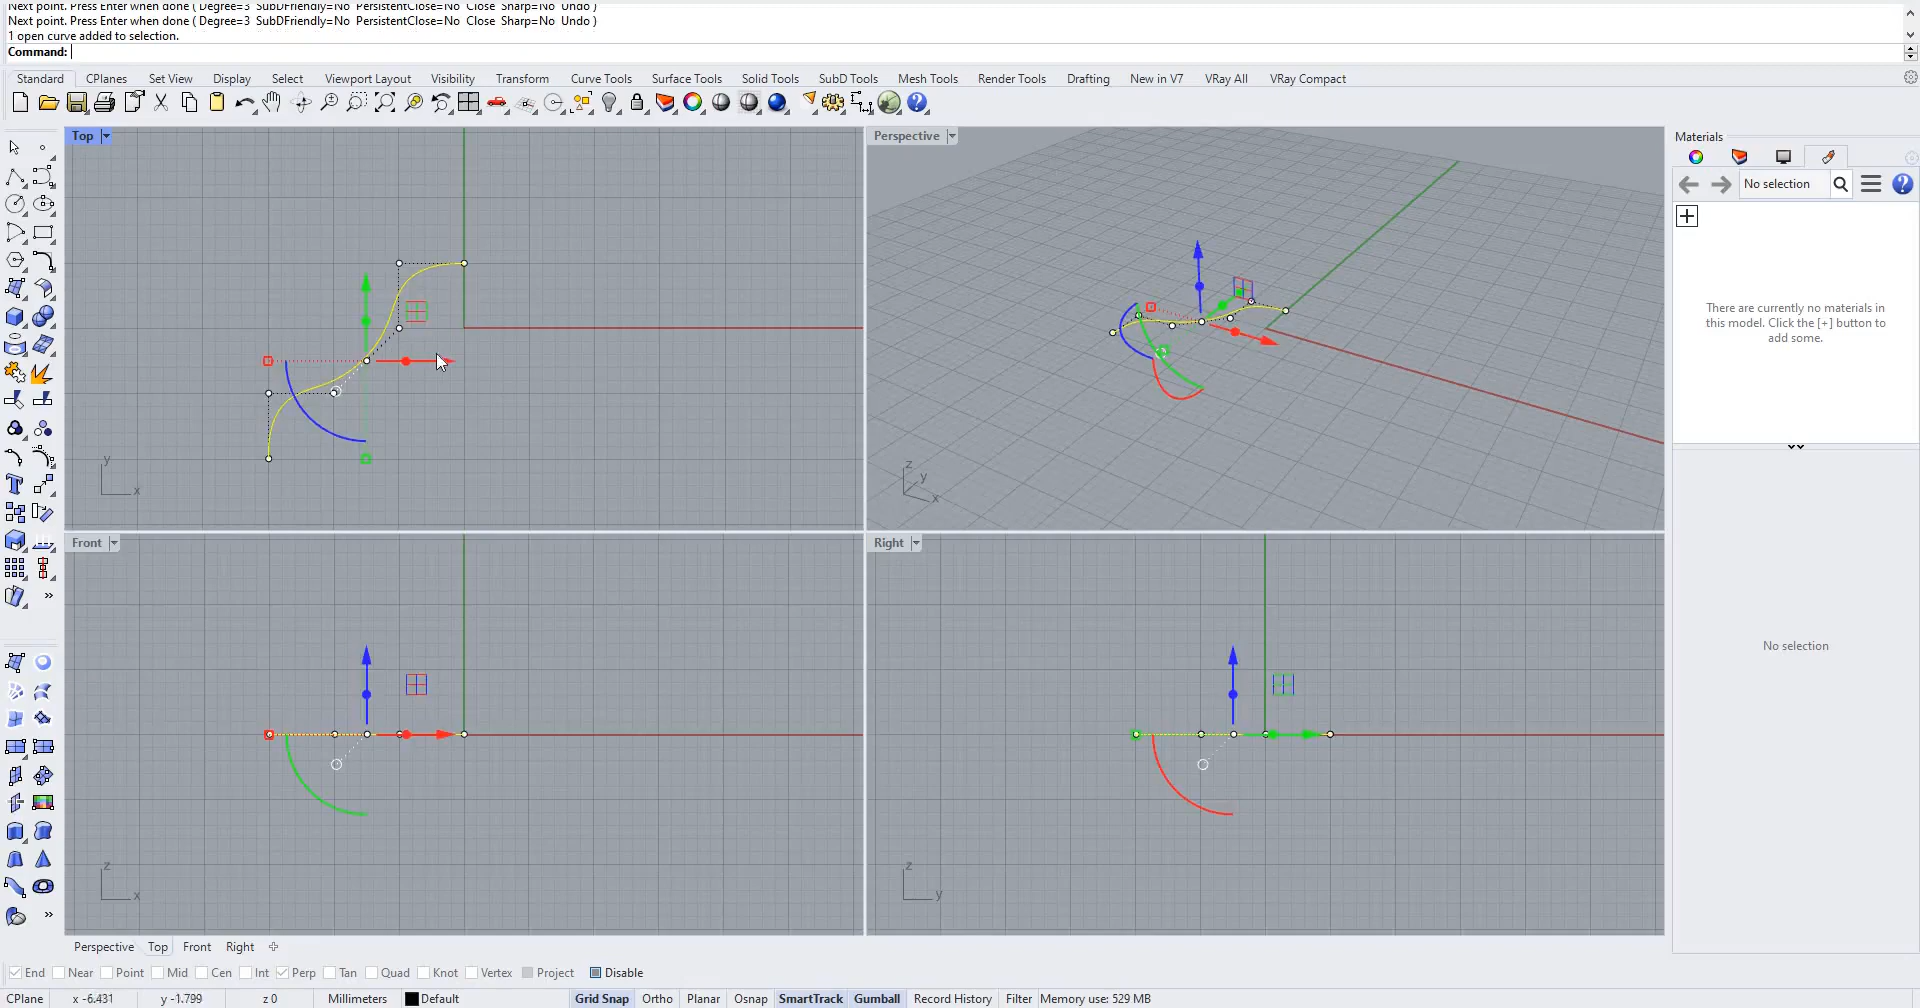 Next point. Press Enter when done ( Degree=3 SubDFriendly=No PersistentClose=No Close Sharp=No Undo )
Next point. Press Enter when done ( Degree=3 SubDFriendly=No PersistentClose=No Close Sharp=No Undo )
1 open curve added to selection.
Command:
Standard CPlanes Set View Display Select Viewport Layout Visibility Transform Curve Tools Surface Tools Solid Tools SubD Tools Mesh Tools Render Tools Drafting New in V7 VRay All VRay Compact
Top
Perspective
Materials
No selection
There are currently no materials in
this model. Click the [+] button to
add some.
y
x
z
y
x
Front
Right
No selection
z
x
z
y
Perspective Top Front Right
End Near Point Mid Cen Int Perp Tan Quad Knot Vertex Project Disable
CPlane x -6.431 y -1.799 z 0 Millimeters Default Grid Snap Ortho Planar Osnap SmartTrack Gumball Record History Filter Memory use: 529 MB